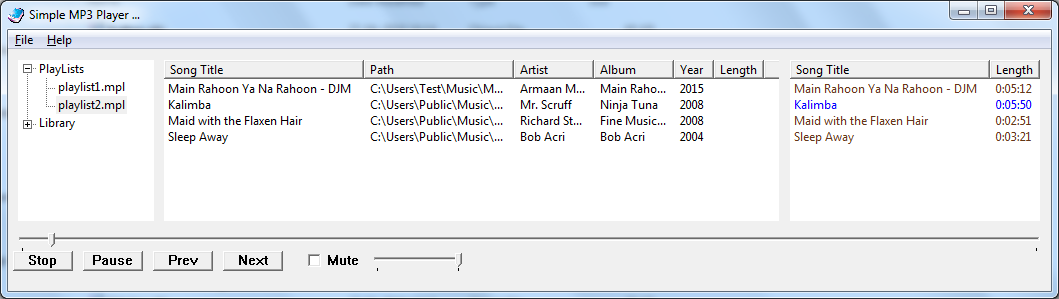 Simple MP3 Player ...
File Help
PlayLists
playlist1.mpl
playlist2.mpl
Library
Song Title Path Artist Album Year Length
Main Rahoon Ya Na Rahoon - DJM C:\Users\Test\Music\M... Armaan M... Main Raho... 2015
Kalimba C:\Users\Public\Music\... Mr. Scruff Ninja Tuna 2008
Maid with the Flaxen Hair C:\Users\Public\Music\... Richard St... Fine Music... 2008
Sleep Away C:\Users\Public\Music\... Bob Acri Bob Acri 2004
Song Title Length
Main Rahoon Ya Na Rahoon - DJM 0:05:12
Kalimba 0:05:50
Maid with the Flaxen Hair 0:02:51
Sleep Away 0:03:21
Stop Pause Prev Next Mute